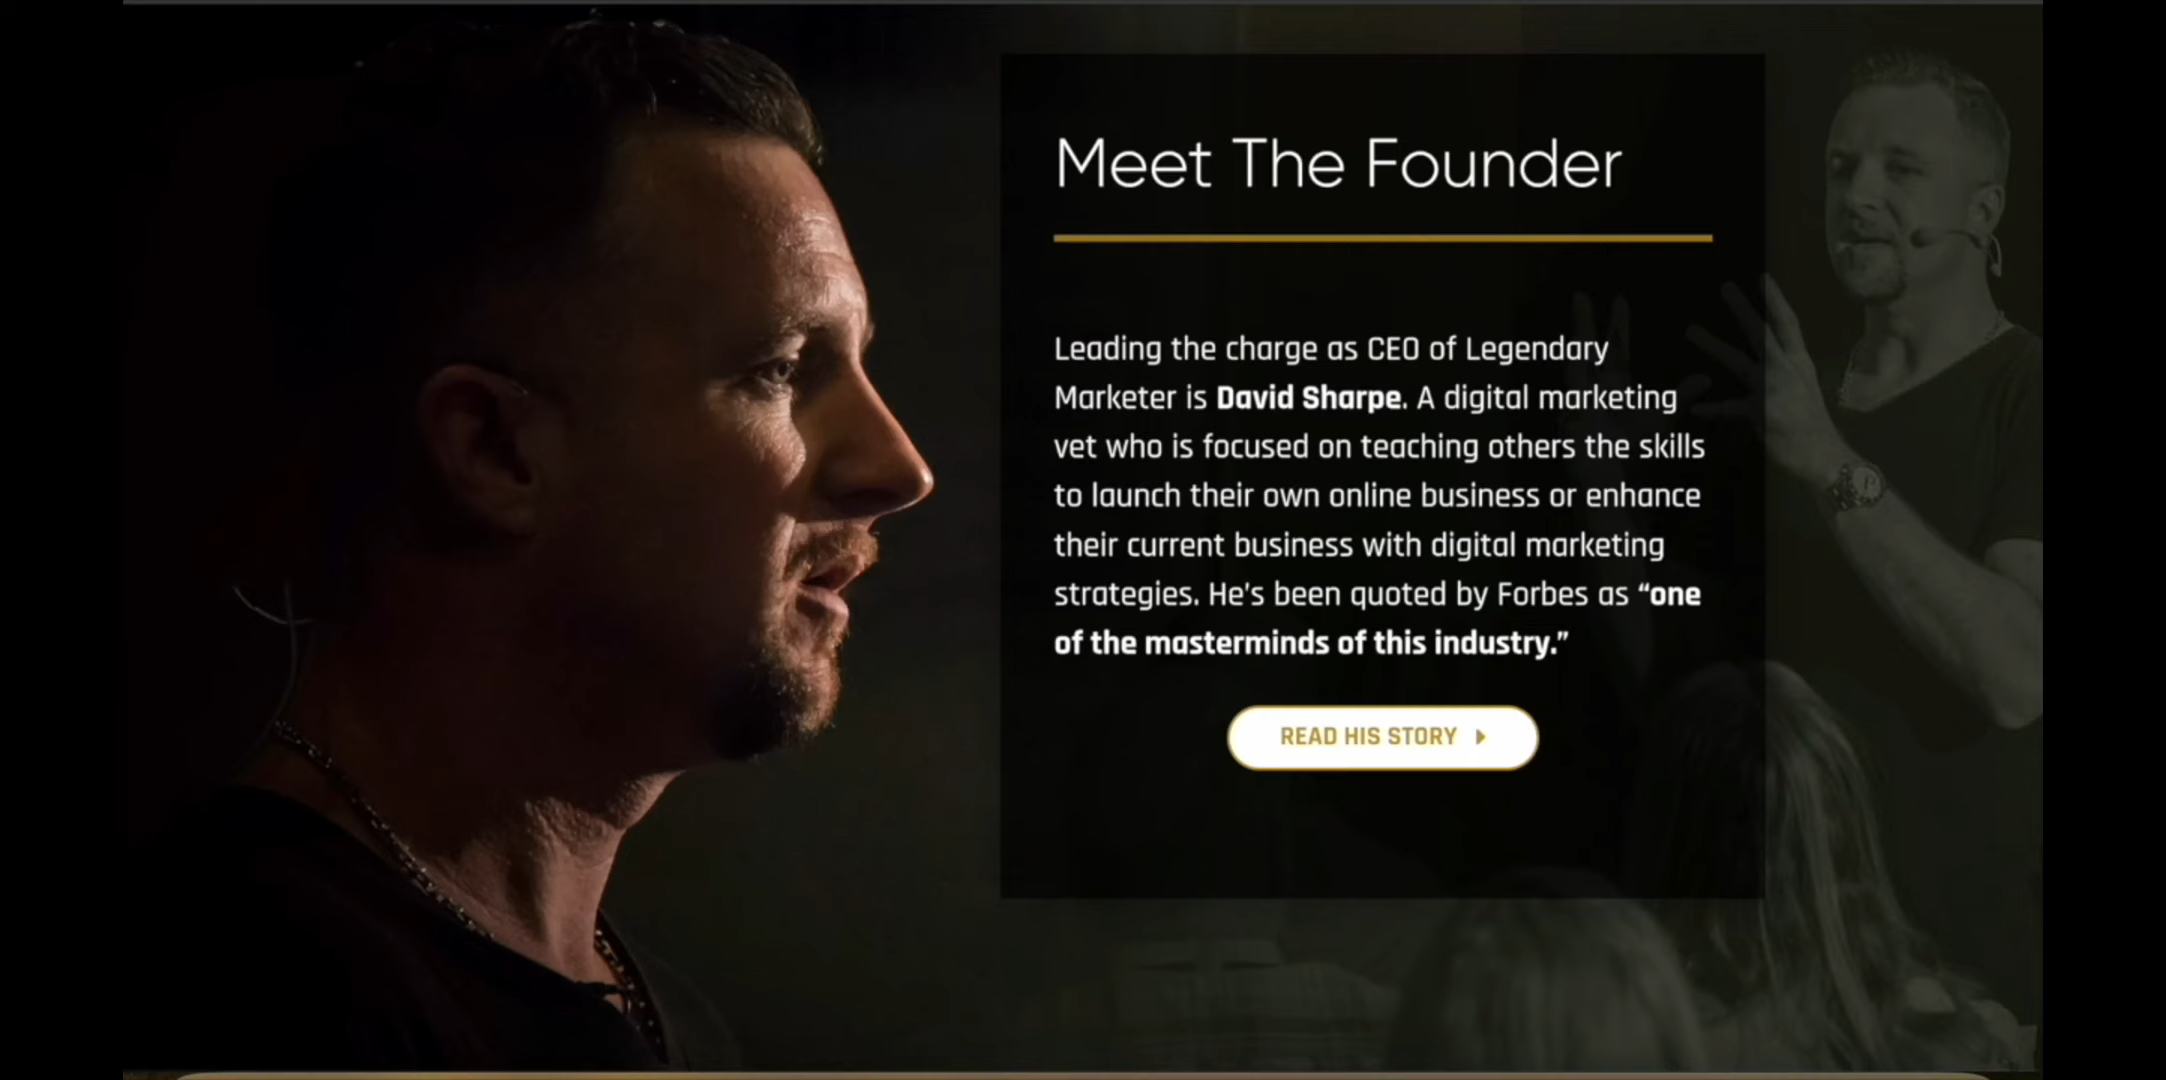 Meet The Founder
Leading the charge as CEO of Legendary
Marketer is David Sharpe. A digital marketing
vet who is focused on teaching others the skills
to launch their own online business or enhance
their current business with digital marketing
strategies. He's been quoted by Forbes as “one
of the masterminds of this industry.”
READ HIS STORY